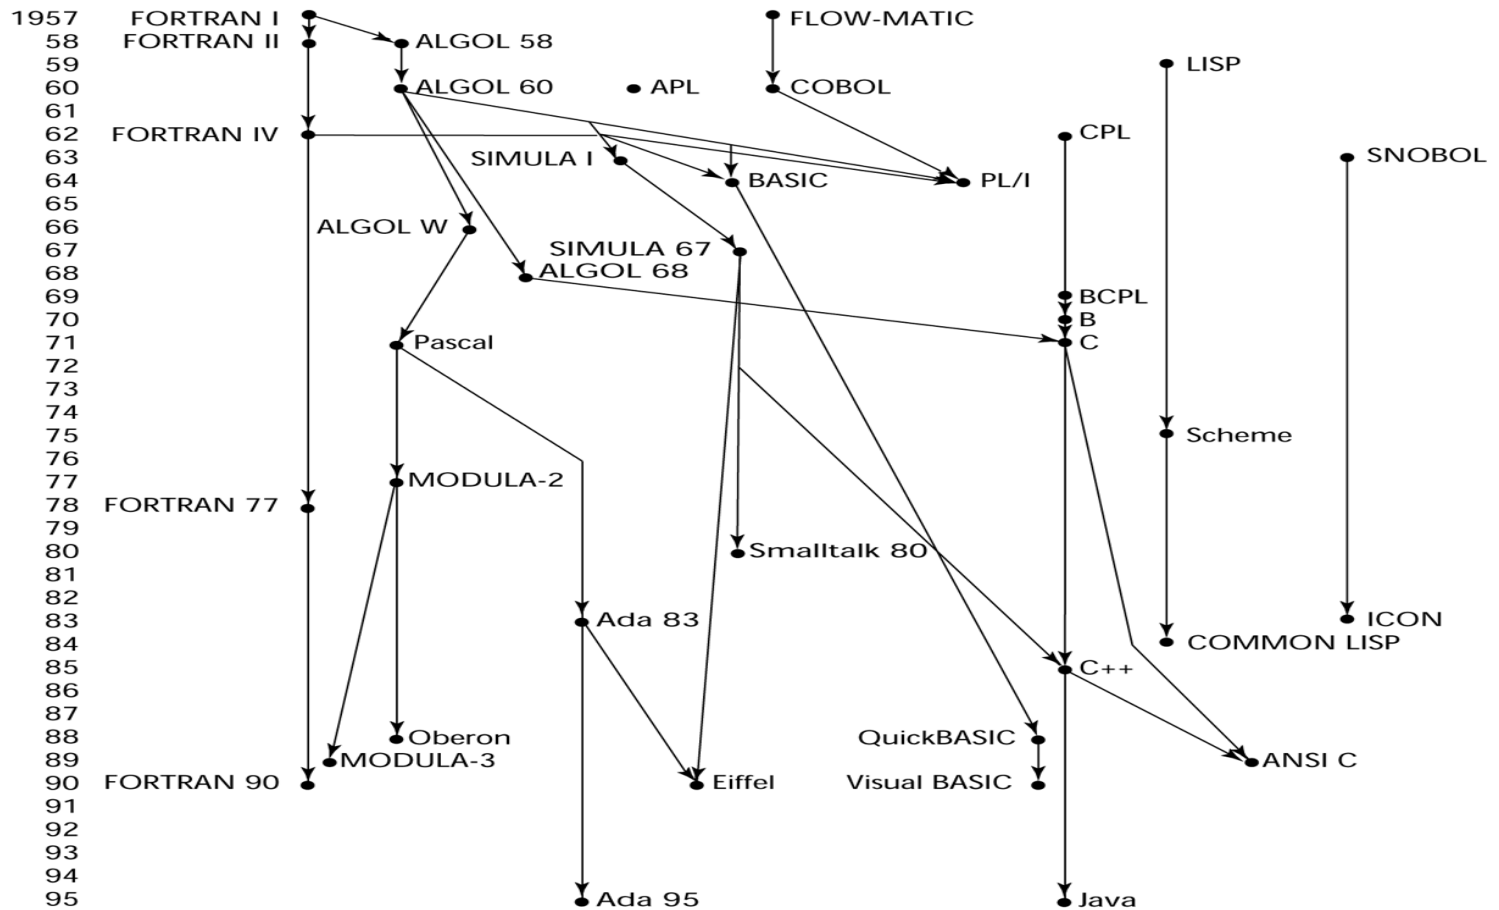 1957 FORTRAN I FLOW-MATIC
58 FORTRAN II ALGOL 58
59 LISP
60 ALGOL 60 APL COBOL
61
62 FORTRAN IV CPL
63 SIMULA I SNOBOL
64 BASIC PL/I
65
66 ALGOL W
67 SIMULA 67
68 ALGOL 68
69 BCPL
70 B
71 Pascal C
72
73
74
75 Scheme
76
77 MODULA-2
78 FORTRAN 77
79
80 Smalltalk 80
81
82
83 Ada 83 ICON
84 COMMON LISP
85 C++
86
87
88 Oberon QuickBASIC
89 MODULA-3 ANSI C
90 FORTRAN 90 Eiffel Visual BASIC
91
92
93
94
95 Ada 95 Java